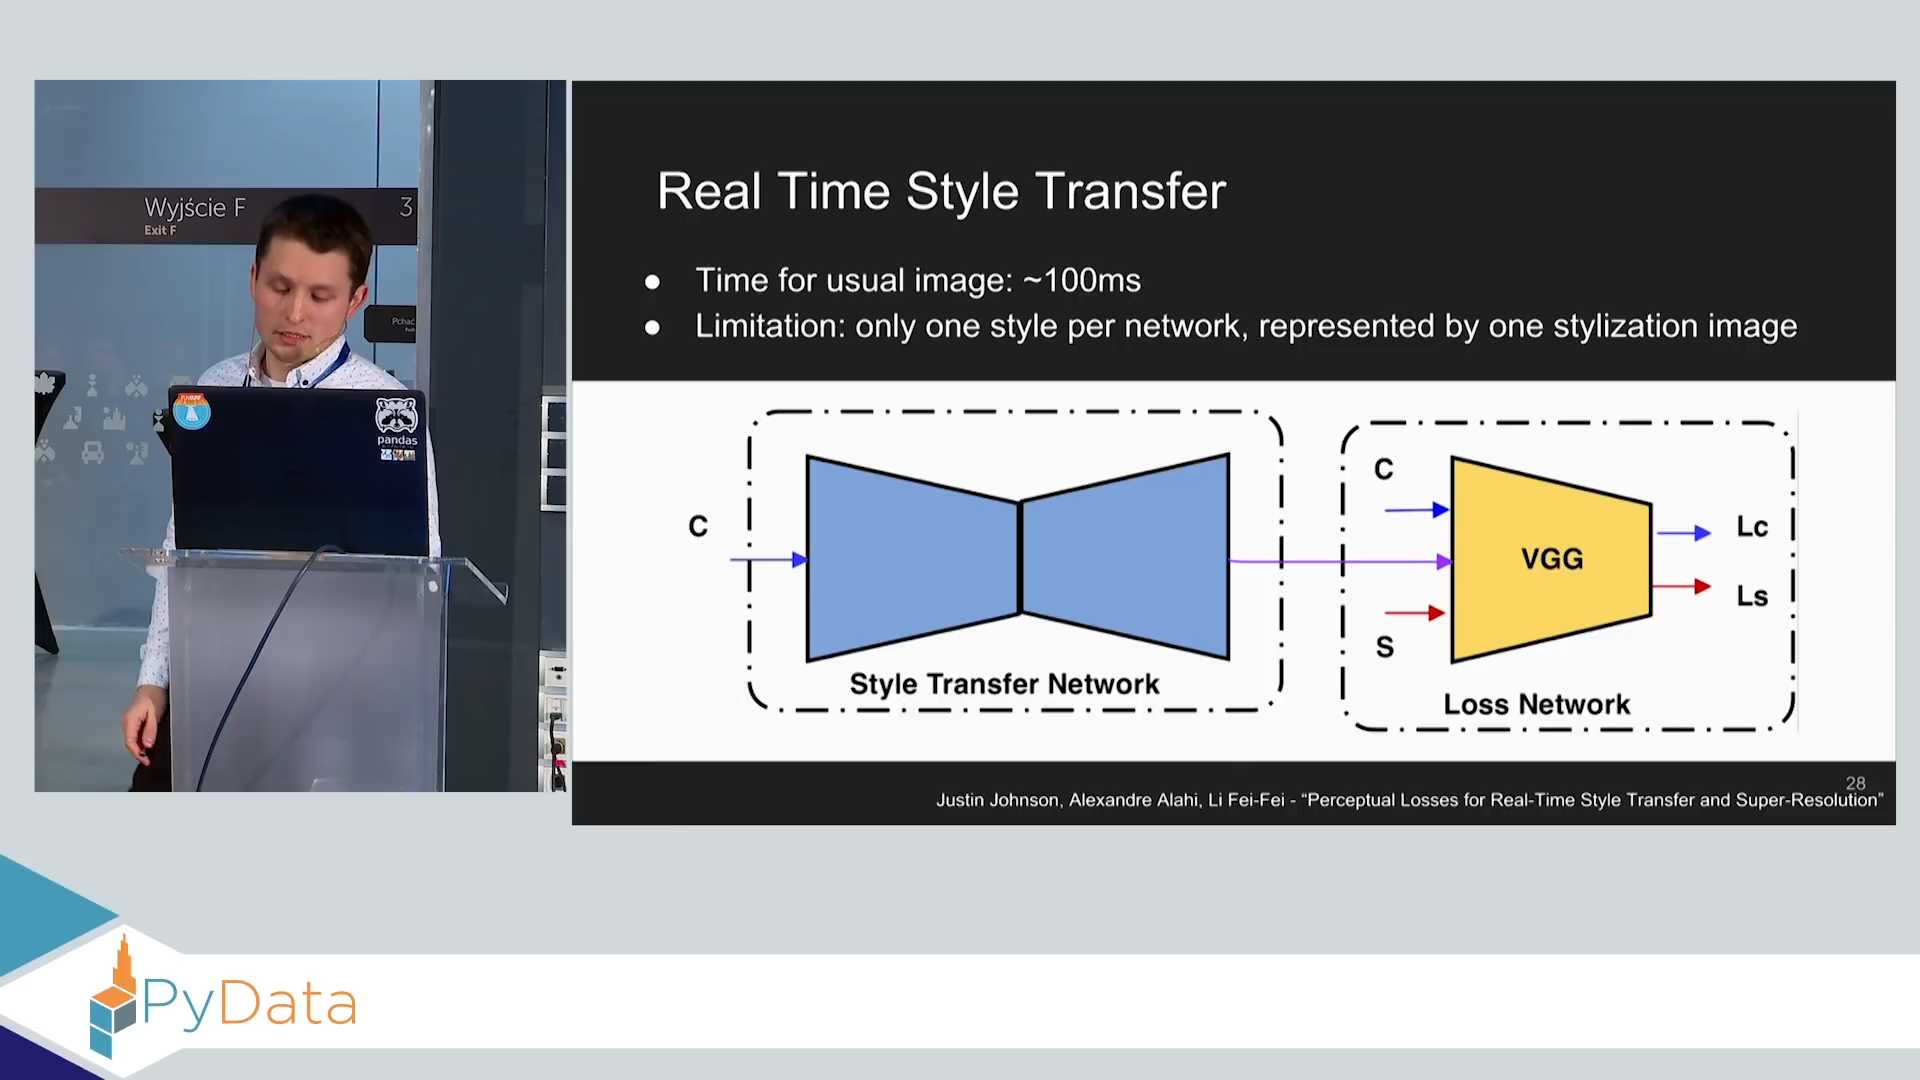 Wyjście F
3
Exit F
Pchać
pandas
Real Time Style Transfer
● Time for usual image: ~100ms
● Limitation: only one style per network, represented by one stylization image
C
Style Transfer Network
C
S
VGG
Lc
Ls
Loss Network
28
Justin Johnson, Alexandre Alahi, Li Fei-Fei - “Perceptual Losses for Real-Time Style Transfer and Super-Resolution”
PyData